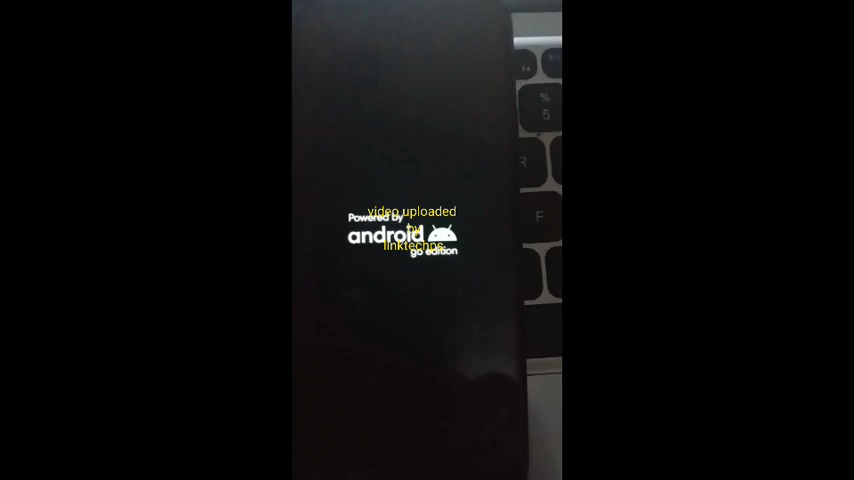 video uploaded
by
linktechns
Powered by
android
go edition
%
5
R
F